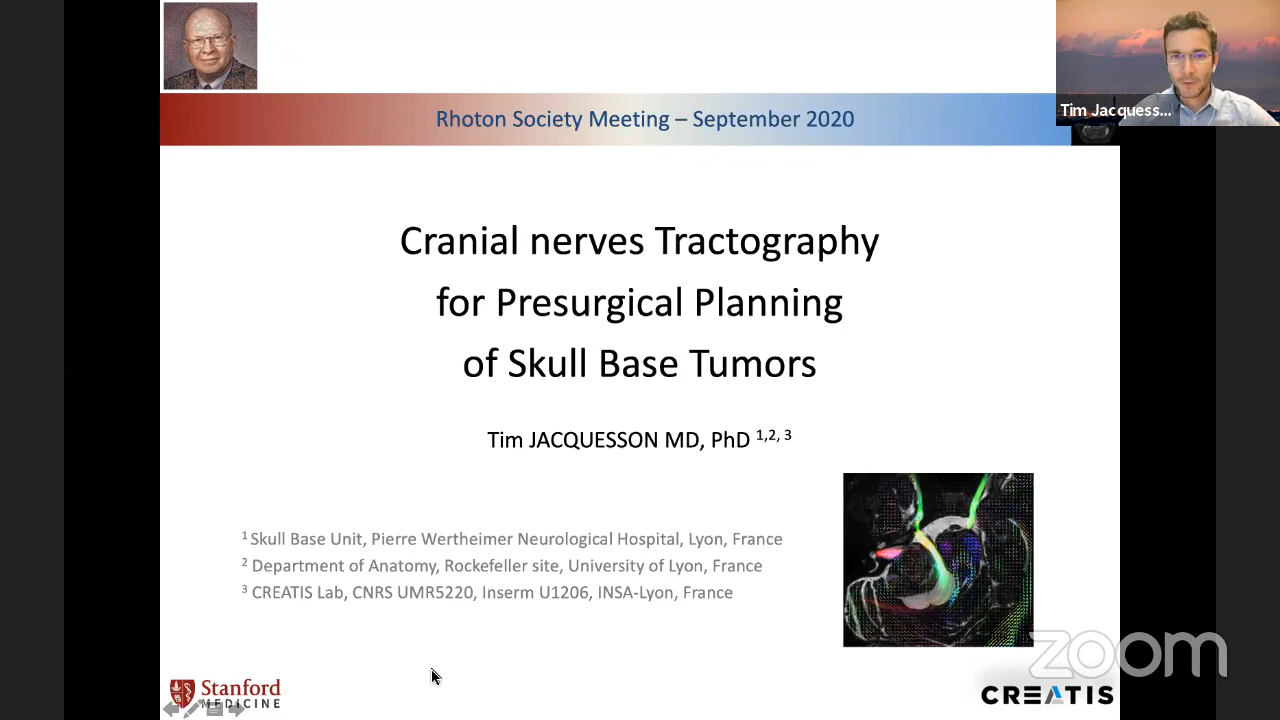 Rhoton Society Meeting – September 2020
Tim Jacquess...
Cranial nerves Tractography
for Presurgical Planning
of Skull Base Tumors
Tim JACQUESSON MD, PhD 1,2, 3
1 Skull Base Unit, Pierre Wertheimer Neurological Hospital, Lyon, France
2 Department of Anatomy, Rockefeller site, University of Lyon, France
3 CREATIS Lab, CNRS UMR5220, Inserm U1206, INSA-Lyon, France
zoom
Stanford
MEDICINE
CREATIS